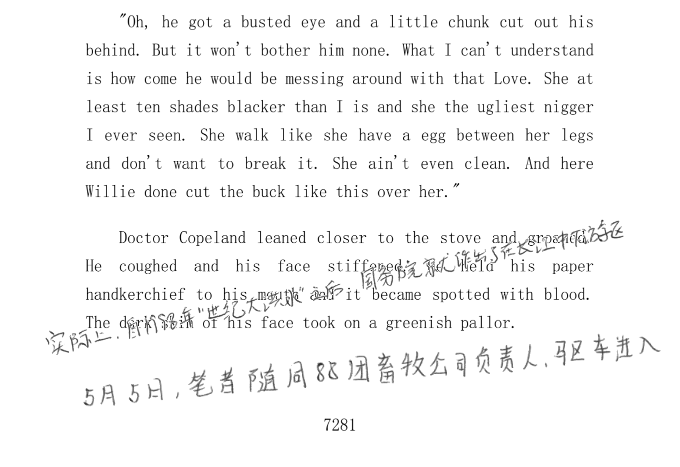 "Oh, he got a busted eye and a little chunk cut out his
behind. But it won't bother him none. What I can't understand
is how come he would be messing around with that Love. She at
least ten shades blacker than I is and she the ugliest nigger
I ever seen. She walk like she have a egg between her legs
and don't want to break it. She ain't even clean. And here
Willie done cut the buck like this over her."
Doctor Copeland leaned closer to the stove and groaned.
He coughed and his face stiffened. He held his paper
handkerchief to his mouth and it became spotted with blood.
The dark skin of his face took on a greenish pallor.
实际上,自 "世纪大洪水"之后,国务院 在长江中下游
5月5日,笔者随同88团畜牧公司负责人,驱车进入
7281